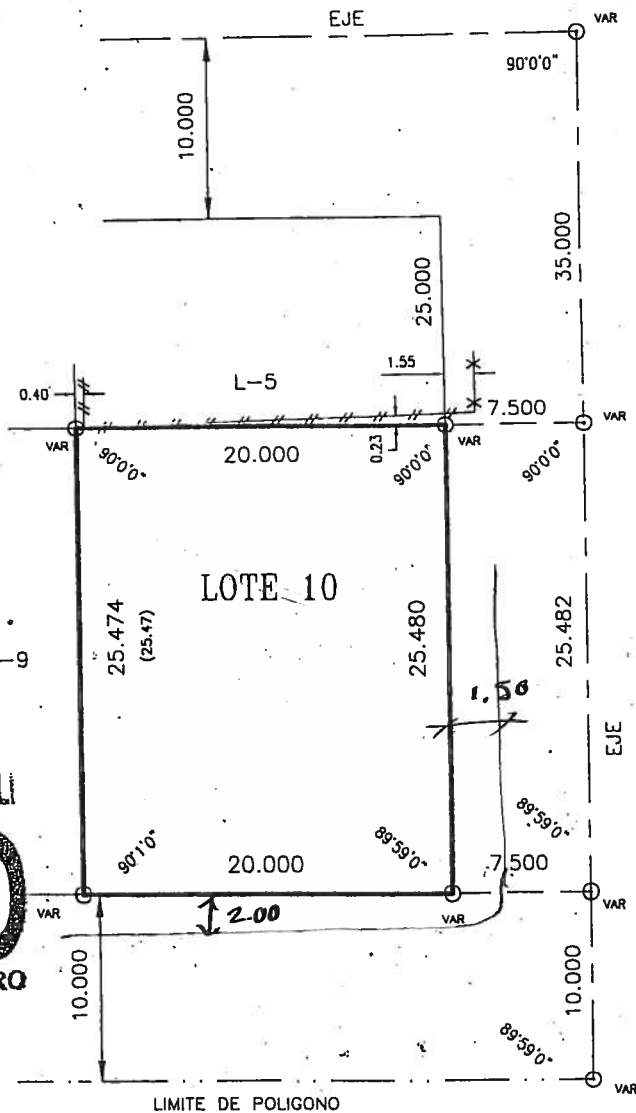 EJE
VAR
90°0'0"
10.000
35.000
25.000
1.55
0.40
L-5
7.500
VAR
90°0'0"
20.000
0.23
90°0'0"
VAR
90°0'0"
VAR
LOTE 10
25.474
(25.47)
25.480
25.482
9
1.50
EJE
90°1'0"
20.000
89°59'0"
89°59'0"
7.500
VAR
2.00
VAR
VAR
RO
10.000
10.000
89°59'0"
VAR
LIMITE DE POLIGONO